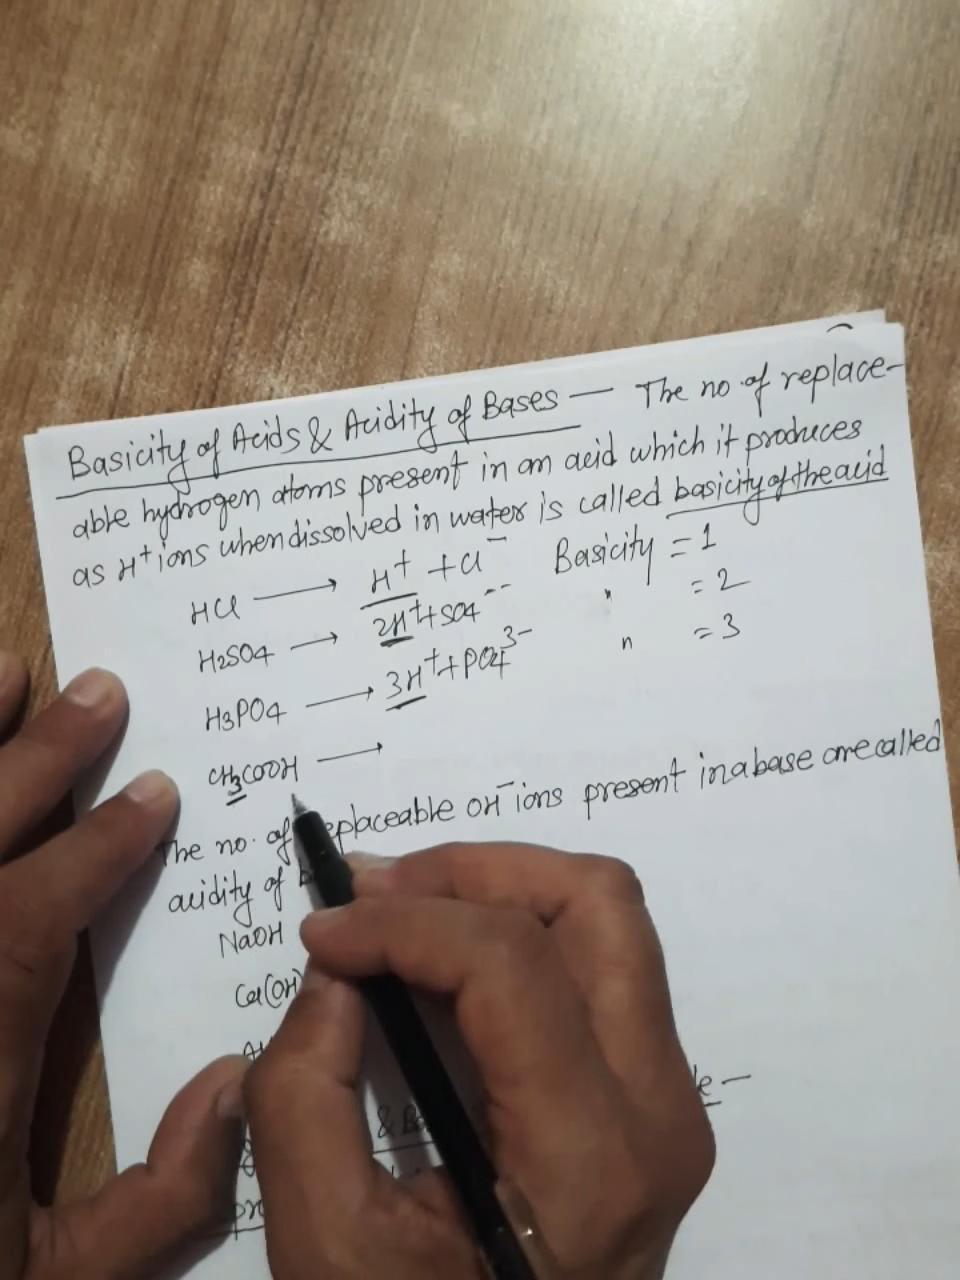 Basicity of Acids & Acidity of Bases — The no. of replace-
able hydrogen atoms present in an acid which it produces
as H⁺ ions when dissolved in water is called basicity of the acid
HCl → H⁺ + Cl⁻ Basicity = 1
H2SO4 → 2H⁺ + SO4⁻⁻ " = 2
H3PO4 → 3H⁺ + PO4³⁻ " = 3
CH3COOH →
The no. of replaceable OH⁻ ions present in a base are called
acidity of
NaOH
Ca(OH)
&